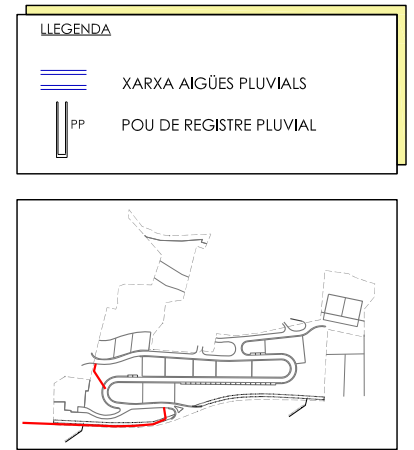 LLEGENDA
XARXA AIGÜES PLUVIALS
PP
POU DE REGISTRE PLUVIAL